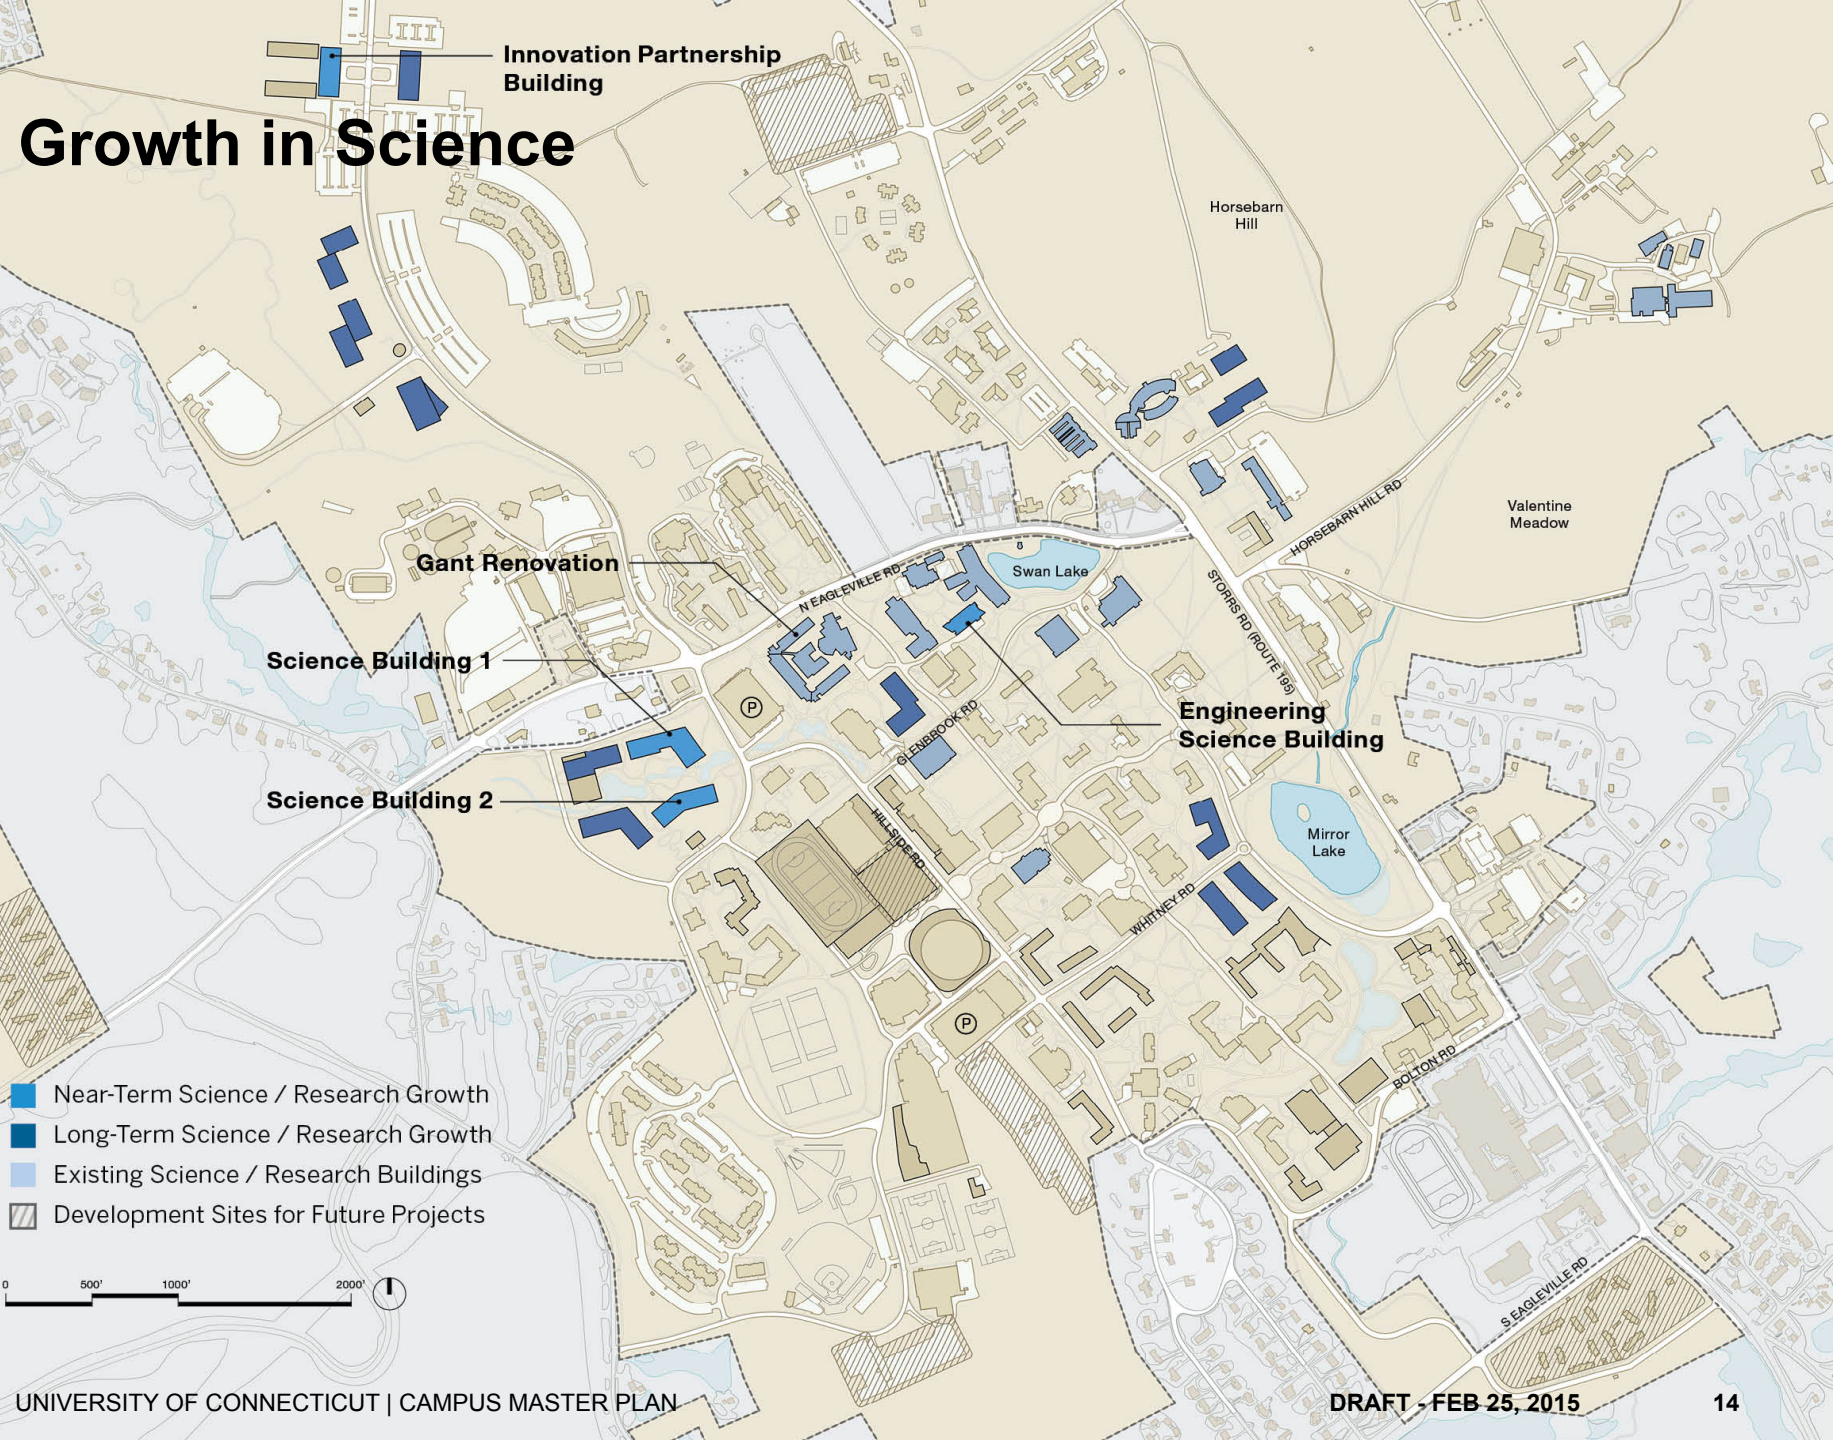 Innovation Partnership
Building
Growth in Science
Horsebarn
Hill
Valentine
Meadow
HORSEBARN HILL RD
Gant Renovation
N EAGLEVILLE RD
Swan Lake
STORRS RD (ROUTE 195)
Science Building 1
P
GLENBROOK RD
Engineering
Science Building
Science Building 2
HILLSIDE RD
Mirror
Lake
WHITNEY RD
P
BOLTON RD
Near-Term Science / Research Growth
Long-Term Science / Research Growth
Existing Science / Research Buildings
Development Sites for Future Projects
0 500' 1000' 2000'
S EAGLEVILLE RD
UNIVERSITY OF CONNECTICUT | CAMPUS MASTER PLAN
DRAFT - FEB 25, 2015
14